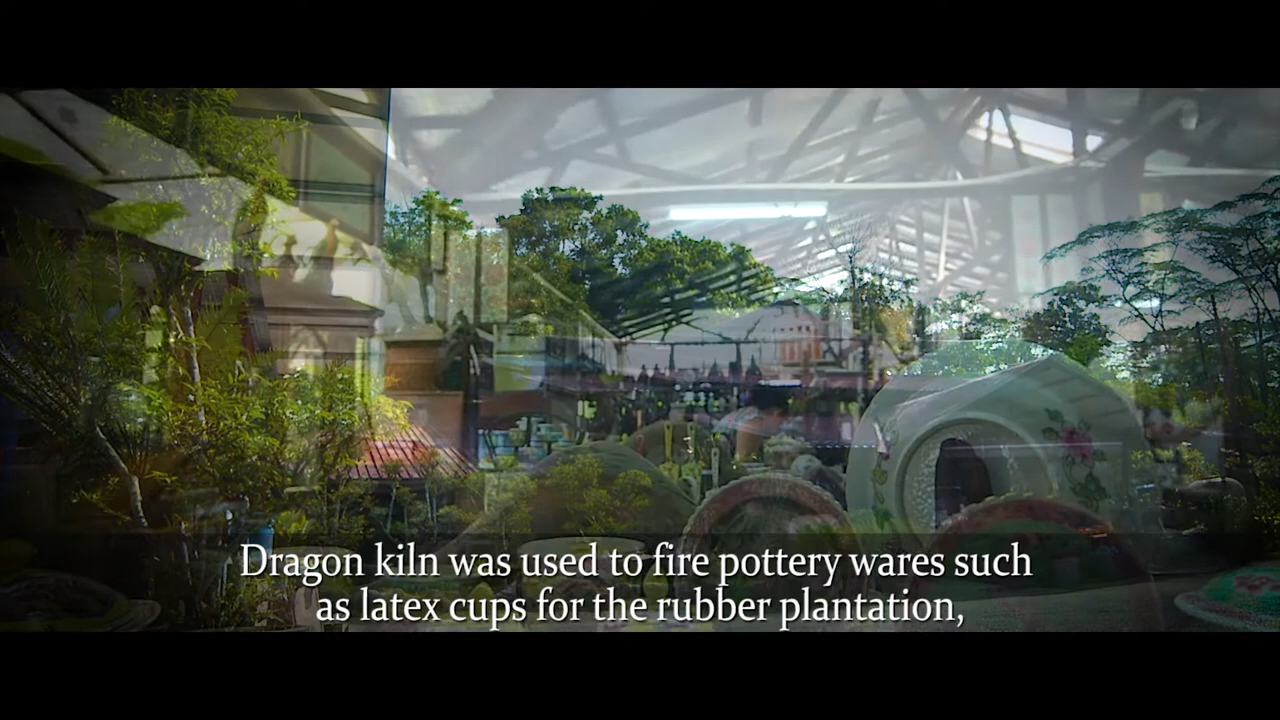 Dragon kiln was used to fire pottery wares such
as latex cups for the rubber plantation,